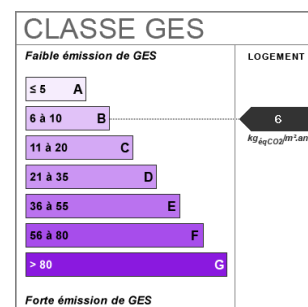 CLASSE GES
Faible émission de GES
LOGEMENT
≤ 5 A
6 à 10 B
6
kgéqCO2/m².an
11 à 20 C
21 à 35 D
36 à 55 E
56 à 80 F
> 80 G
Forte émission de GES